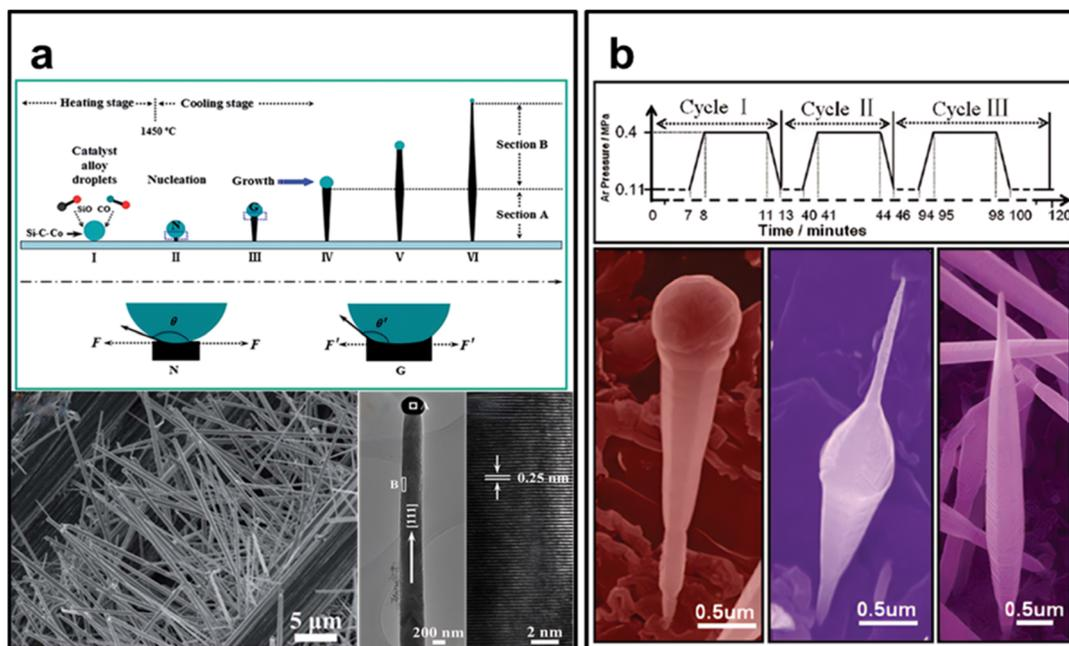 a
Heating stage
Cooling stage
1450 °C
Catalyst
alloy
droplets
Nucleation
Growth
Section B
Section A
SiO CO
Si-C-Co
N
G
I
II
III
IV
V
VI
θ
θ'
F
F
F'
F'
N
G
5 μm
A
B
[111]
200 nm
0.25 nm
2 nm
b
Cycle I
Cycle II
Cycle III
Ar Pressure / MPa
0.4
0.11
0 7 8 11 13 40 41 44 46 94 95 98 100 120
Time / minutes
0.5um
0.5um
0.5um